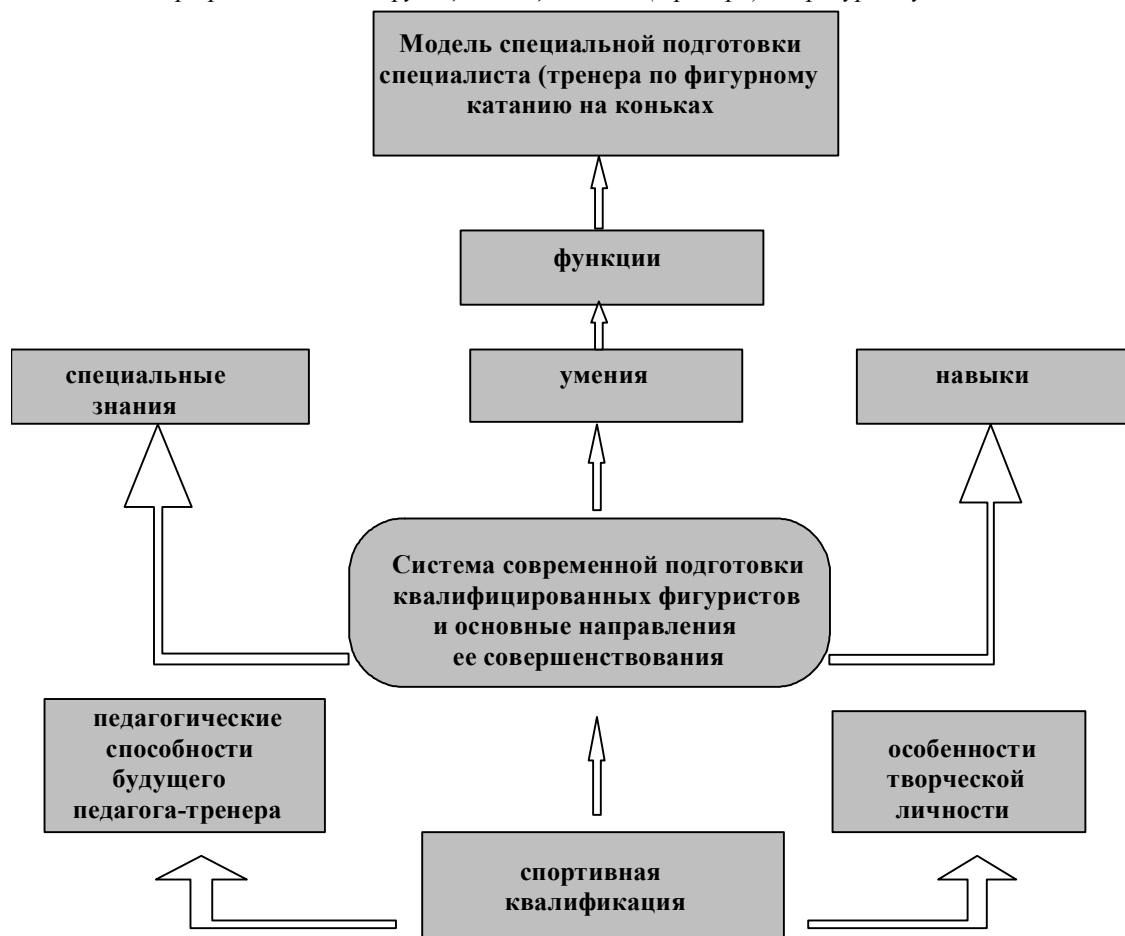 Модель специальной подготовки
специалиста (тренера по фигурному
катанию на коньках
функции
специальные
знания
умения
навыки
Система современной подготовки
квалифицированных фигуристов
и основные направления
ее совершенствования
педагогические
способности
будущего
педагога-тренера
особенности
творческой
личности
спортивная
квалификация